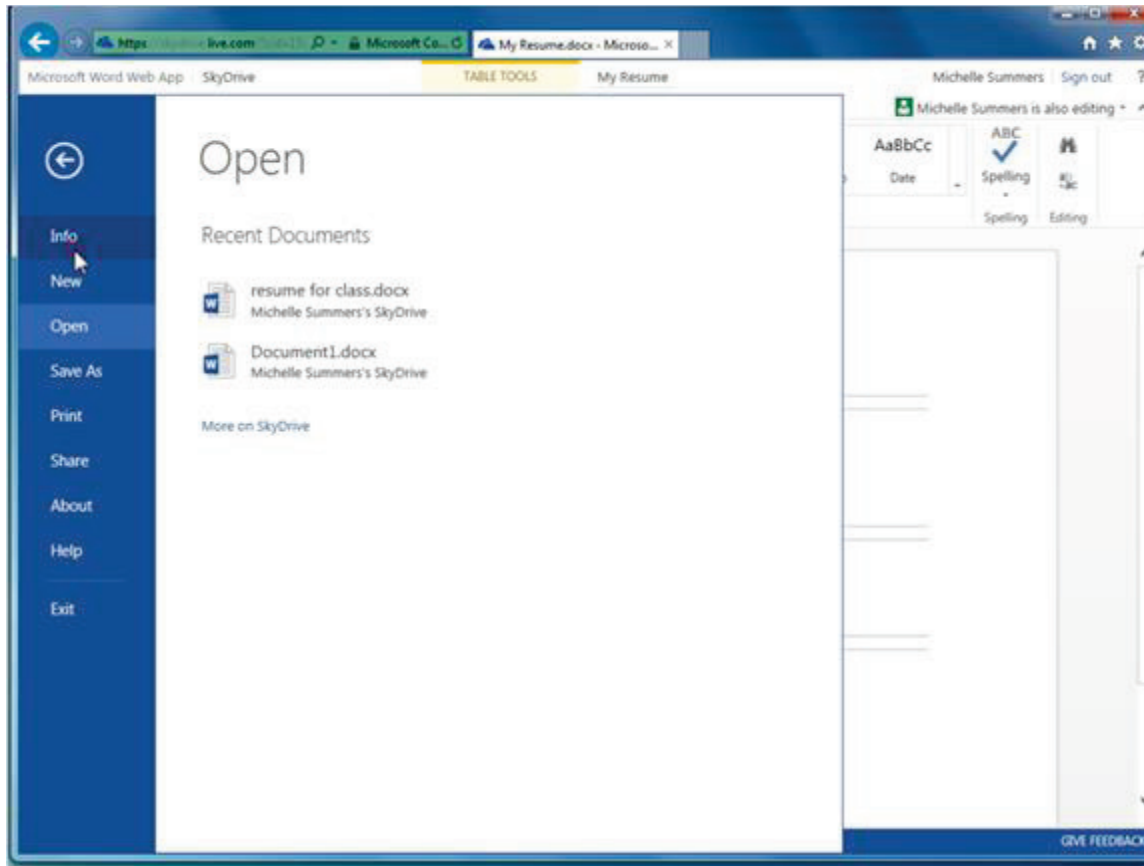 https live.com Microsoft Co... My Resume.docx - Microso...
Microsoft Word Web App SkyDrive TABLE TOOLS My Resume Michelle Summers Sign out ?
Michelle Summers is also editing
Open
AaBbCc
Date
ABC
Spelling
Spelling Editing
Info
New
Open
Save As
Print
Share
About
Help
Exit
Recent Documents
resume for class.docx
Michelle Summers's SkyDrive
Document1.docx
Michelle Summers's SkyDrive
More on SkyDrive
GIVE FEEDBACK